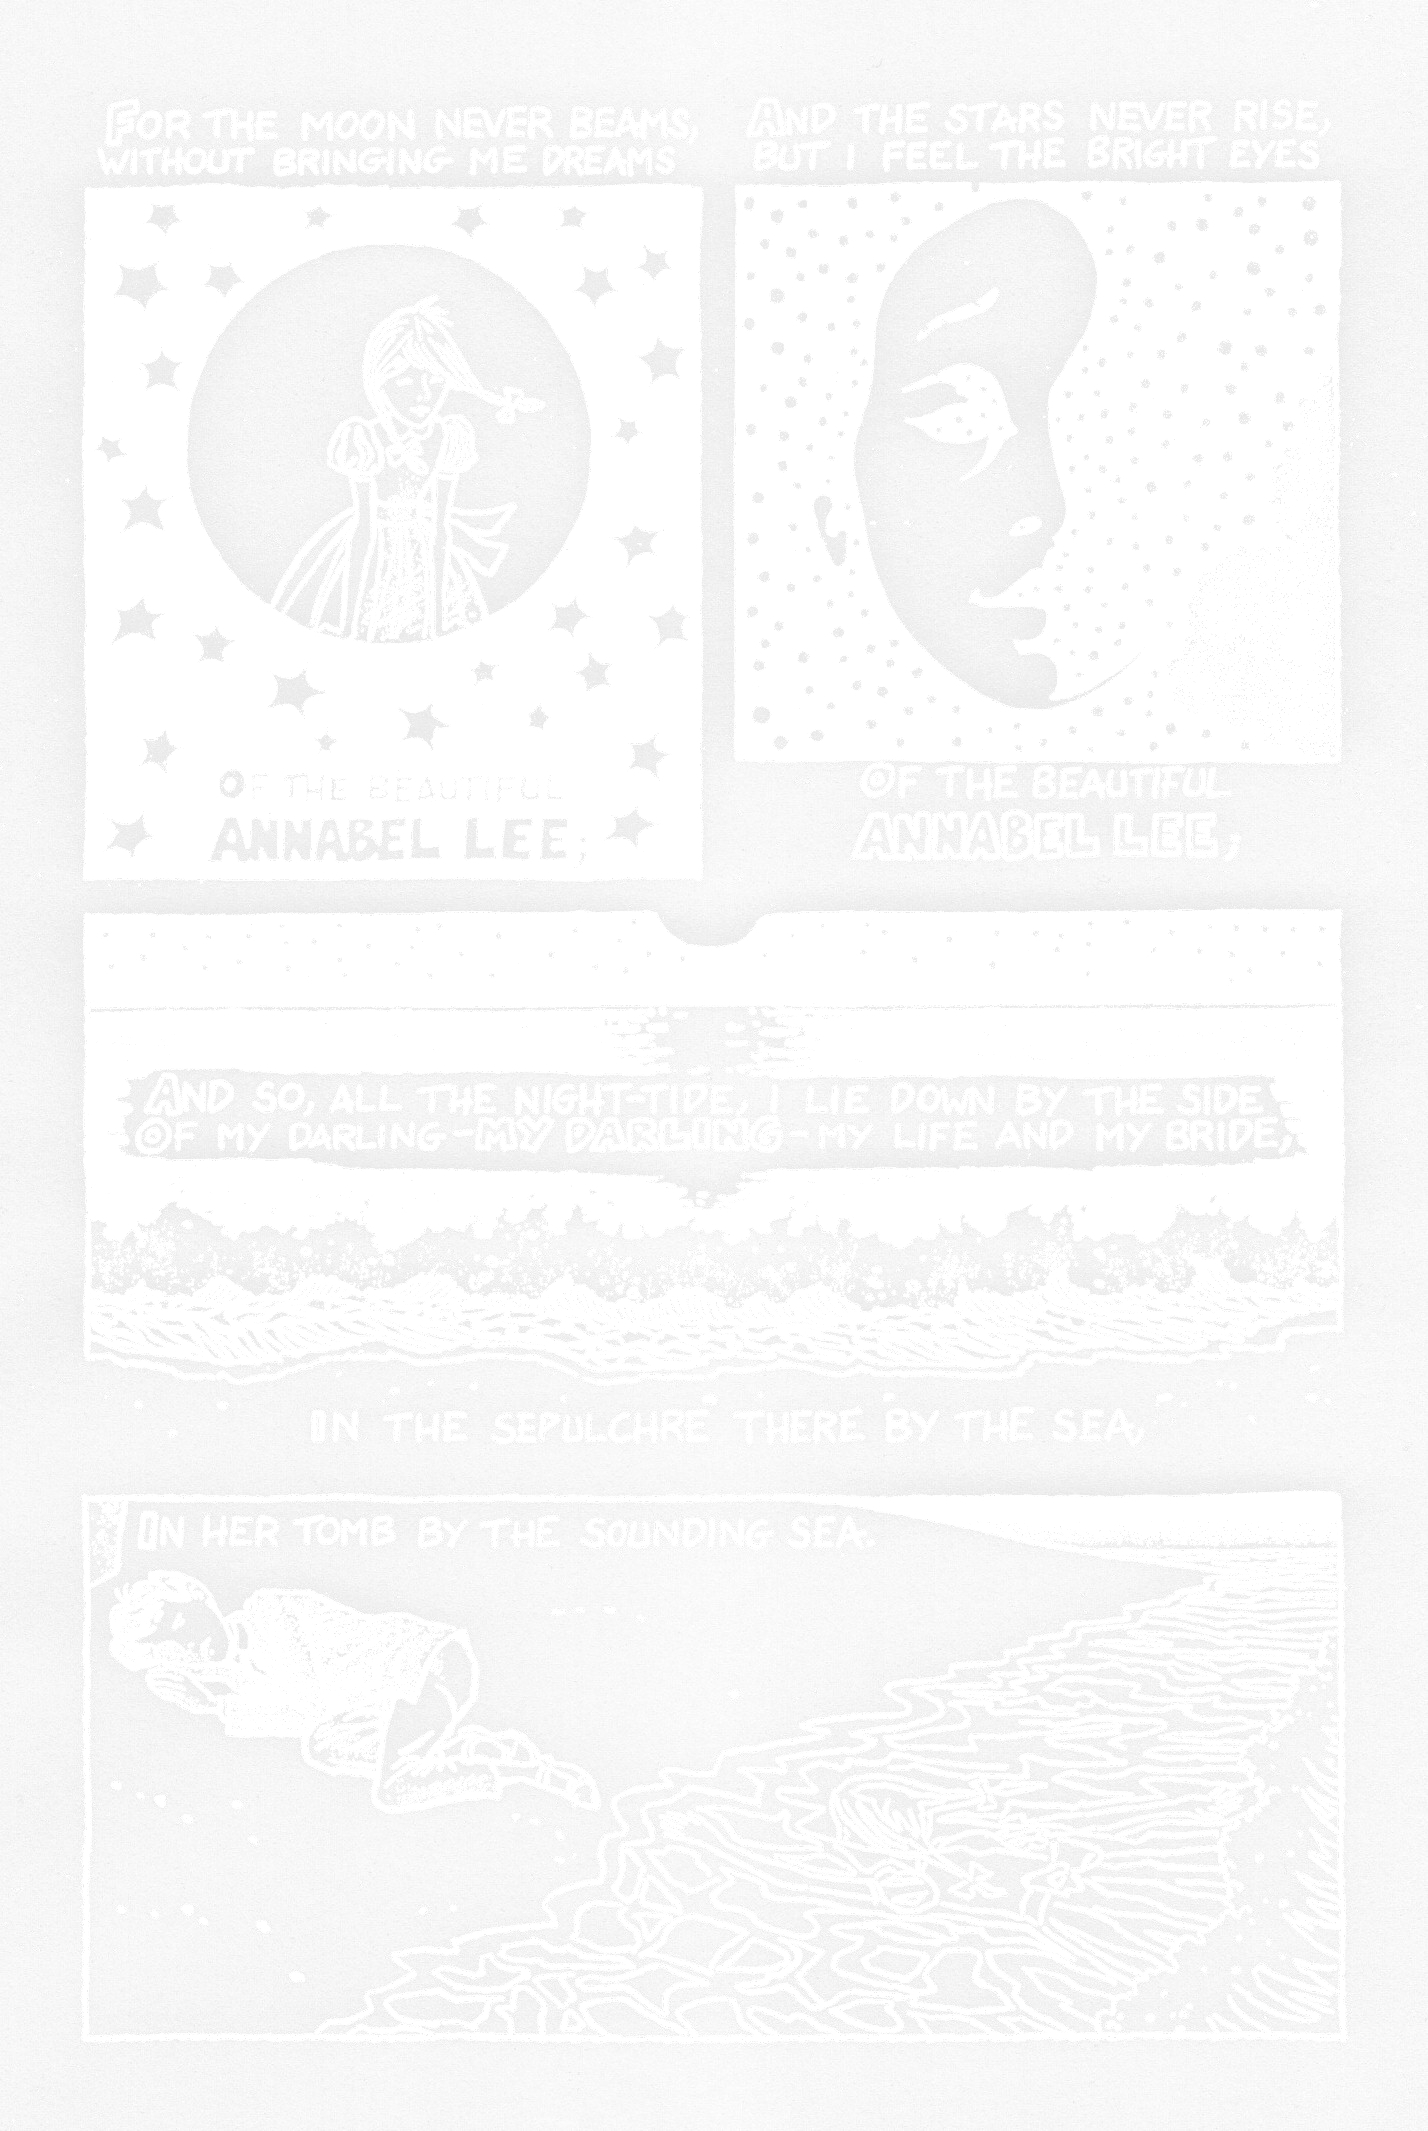 FOR THE MOON NEVER BEAMS,
WITHOUT BRINGING ME DREAMS
OF THE BEAUTIFUL
ANNABEL LEE;
AND THE STARS NEVER RISE,
BUT I FEEL THE BRIGHT EYES
OF THE BEAUTIFUL
ANNABEL LEE;
AND SO, ALL THE NIGHT-TIDE, I LIE DOWN BY THE SIDE
OF MY DARLING-MY DARLING-MY LIFE AND MY BRIDE,
IN THE SEPULCHRE THERE BY THE SEA,
IN HER TOMB BY THE SOUNDING SEA.